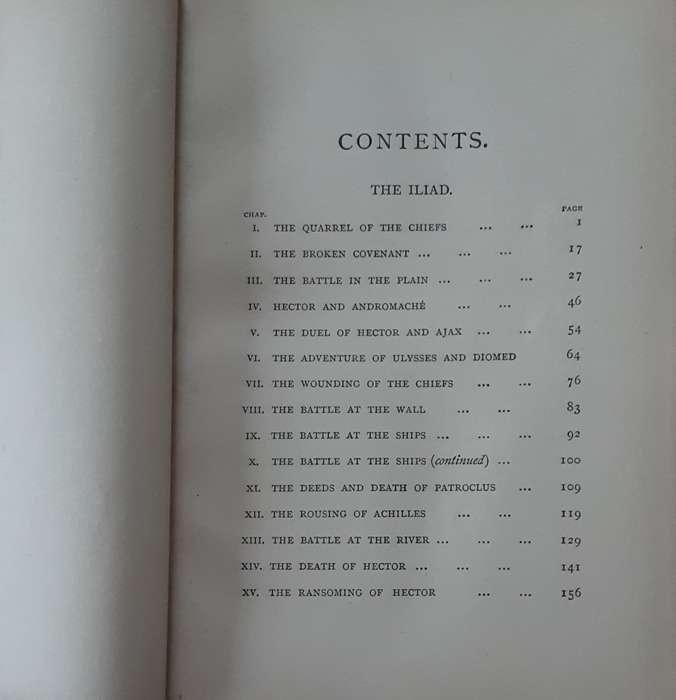 CONTENTS.
THE ILIAD.
CHAP. PAGE
I. THE QUARREL OF THE CHIEFS ... ... 1
II. THE BROKEN COVENANT ... ... ... 17
III. THE BATTLE IN THE PLAIN ... ... ... 27
IV. HECTOR AND ANDROMACHÉ ... ... 46
V. THE DUEL OF HECTOR AND AJAX ... ... 54
VI. THE ADVENTURE OF ULYSSES AND DIOMED 64
VII. THE WOUNDING OF THE CHIEFS ... ... 76
VIII. THE BATTLE AT THE WALL ... ... 83
IX. THE BATTLE AT THE SHIPS ... ... ... 92
X. THE BATTLE AT THE SHIPS (continued) ... 100
XI. THE DEEDS AND DEATH OF PATROCLUS ... 109
XII. THE ROUSING OF ACHILLES ... ... 119
XIII. THE BATTLE AT THE RIVER ... ... ... 129
XIV. THE DEATH OF HECTOR ... ... ... 141
XV. THE RANSOMING OF HECTOR ... ... 156